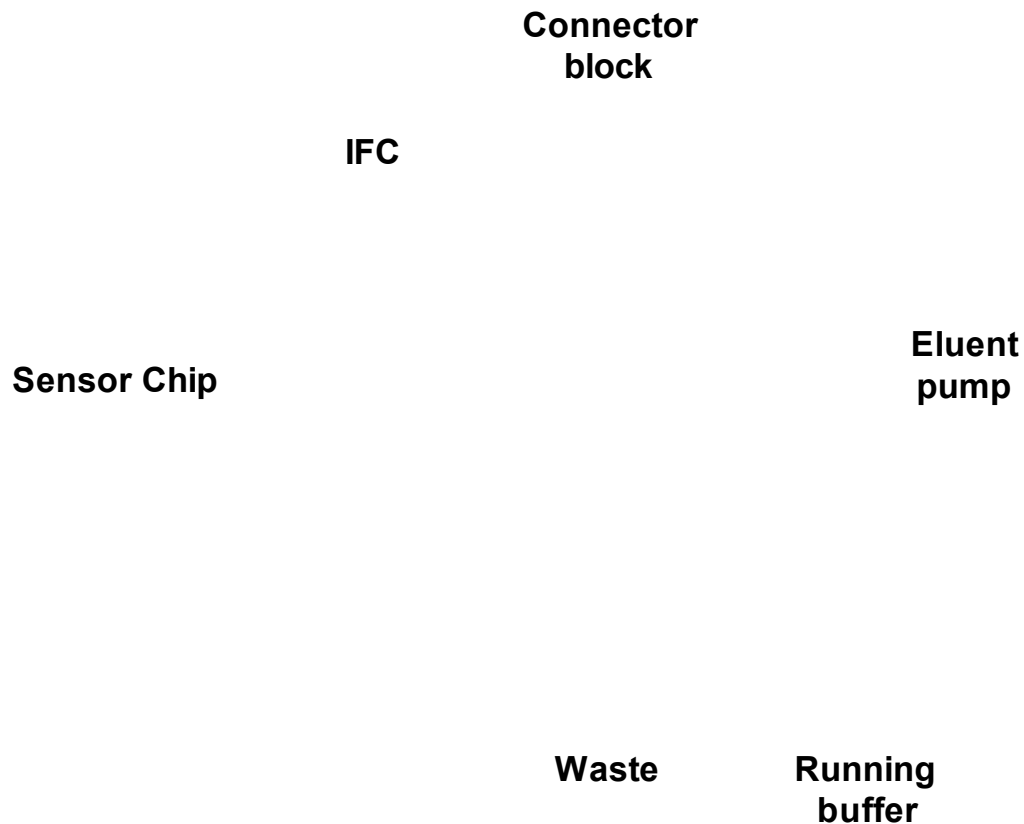 Connector
block
IFC
Eluent
pump
Sensor Chip
Waste
Running
buffer